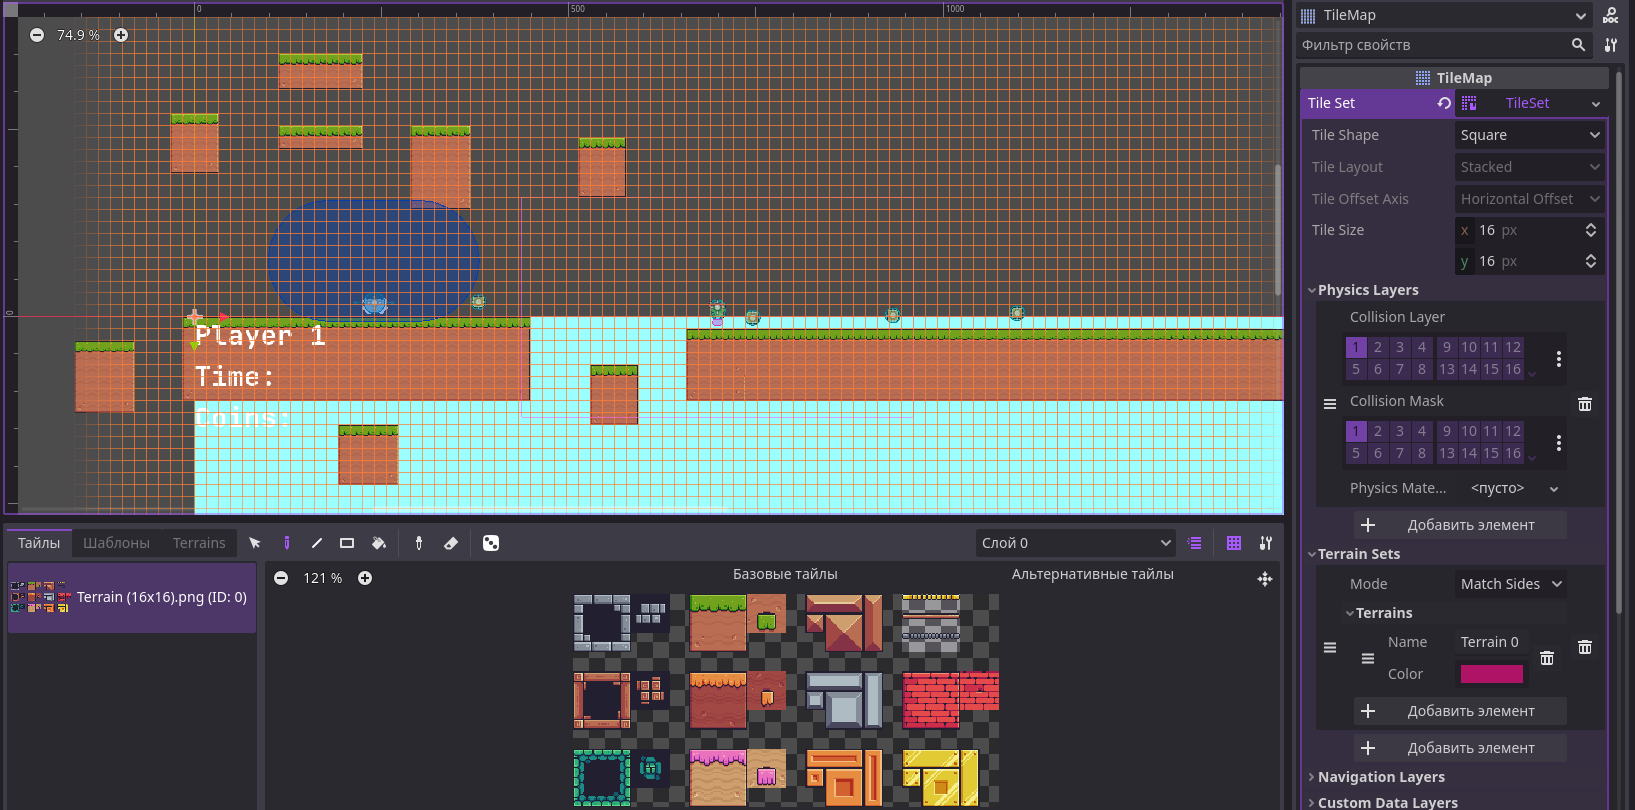 0
500
1000
74.9 %
0
Player 1
Time:
Coins:
Тайлы
Шаблоны
Terrains
Слой 0
Terrain (16x16).png (ID: 0)
121 %
Базовые тайлы
Альтернативные тайлы
TileMap
DOC
Фильтр свойств
TileMap
Tile Set
TileSet
Tile Shape
Square
Tile Layout
Stacked
Tile Offset Axis
Horizontal Offset
Tile Size
x 16 px
y 16 px
Physics Layers
Collision Layer
1 2 3 4 9 10 11 12
5 6 7 8 13 14 15 16
Collision Mask
1 2 3 4 9 10 11 12
5 6 7 8 13 14 15 16
Physics Mate...
<пусто>
Добавить элемент
Terrain Sets
Mode
Match Sides
Terrains
Name
Terrain 0
Color
Добавить элемент
Добавить элемент
Navigation Layers
Custom Data Layers